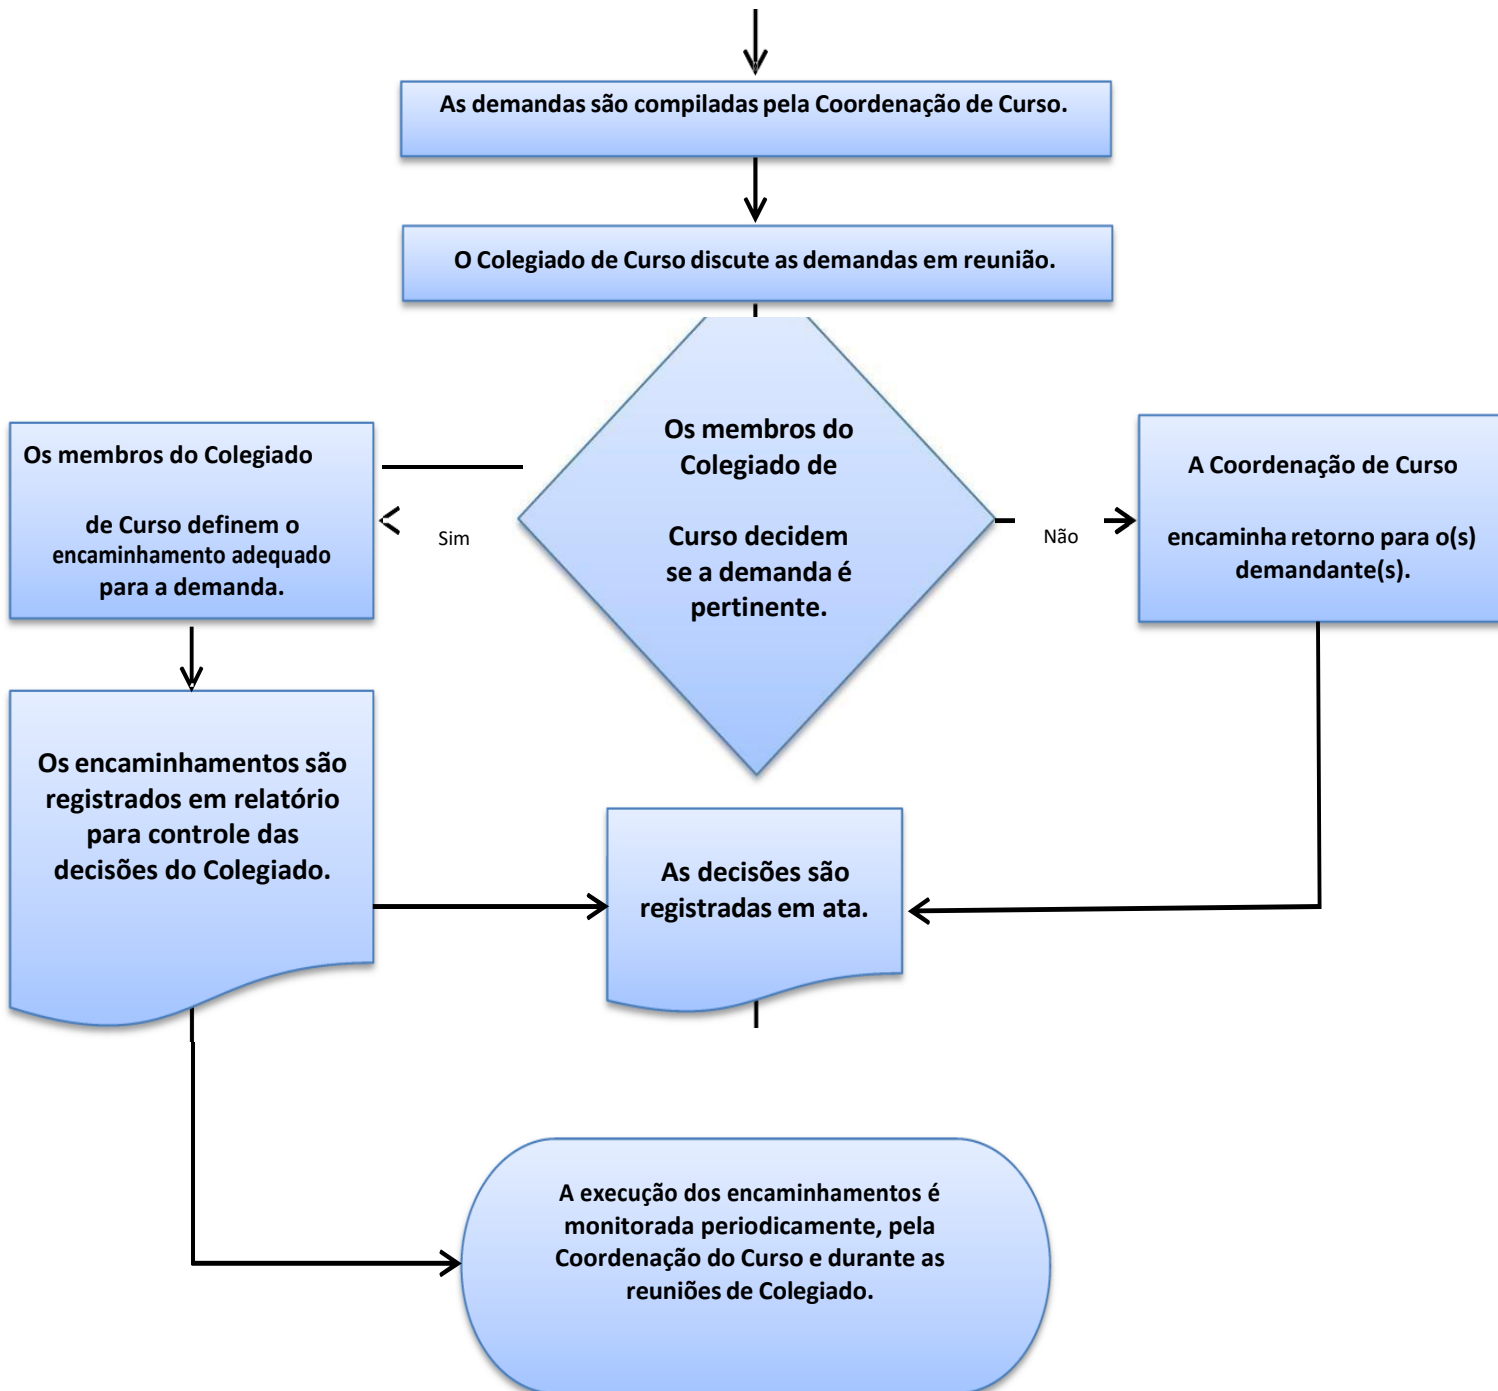 As demandas são compiladas pela Coordenação de Curso.
O Colegiado de Curso discute as demandas em reunião.
Os membros do
Colegiado de
Curso decidem
se a demanda é
pertinente.
Sim
Não
Os membros do Colegiado
de Curso definem o
encaminhamento adequado
para a demanda.
A Coordenação de Curso
encaminha retorno para o(s)
demandante(s).
Os encaminhamentos são
registrados em relatório
para controle das
decisões do Colegiado.
As decisões são
registradas em ata.
A execução dos encaminhamentos é
monitorada periodicamente, pela
Coordenação do Curso e durante as
reuniões de Colegiado.